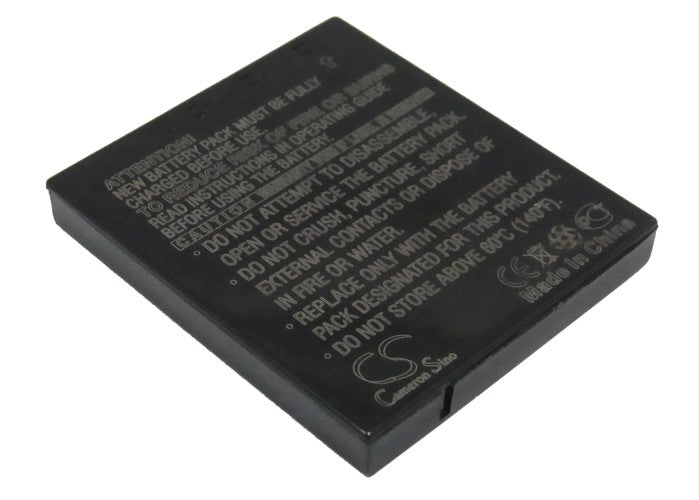 ATTENTION!
NEW BATTERY PACK MUST BE FULLY
CHARGED BEFORE USE
TO REDUCE RISK OF FIRE OR BURNS
READ INSTRUCTIONS IN OPERATING GUIDE
BEFORE USING THE BATTERY.
CAUTION
• DO NOT ATTEMPT TO DISASSEMBLE
OPEN OR SERVICE THE BATTERY PACK.
• DO NOT CRUSH, PUNCTURE, SHORT
EXTERNAL CONTACTS OR DISPOSE
IN FIRE OR WATER.
• REPLACE ONLY WITH THE BATTERY
PACK DESIGNATED FOR THIS PRODUCT.
• DO NOT STORE ABOVE 60°C (140°F)
CE
Made In China
CS
Cameron Sino